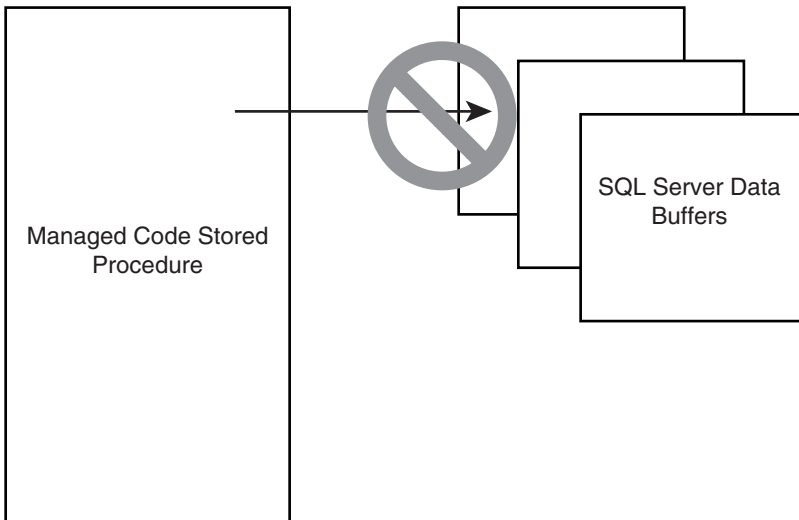 Managed Code Stored
Procedure
SQL Server Data
Buffers